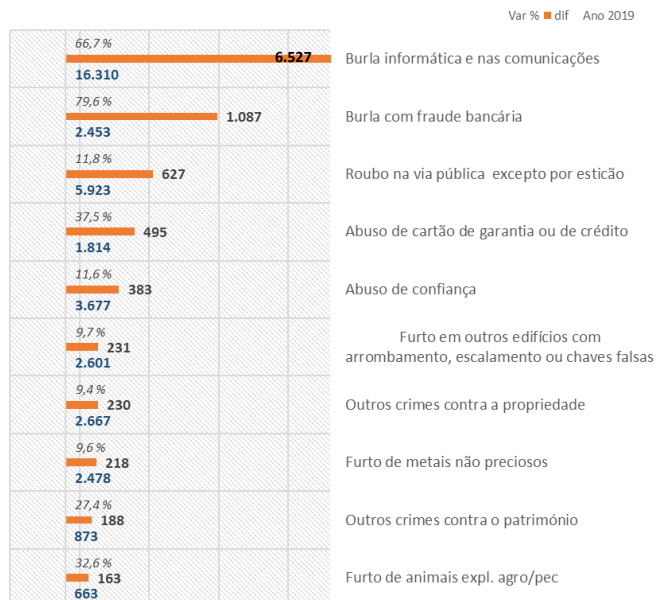 Var % dif Ano 2019
66,7 %
6.527 Burla informática e nas comunicações
16.310
79,6 %
1.087 Burla com fraude bancária
2.453
11,8 %
627 Roubo na via pública excepto por esticão
5.923
37,5 %
495 Abuso de cartão de garantia ou de crédito
1.814
11,6 %
383 Abuso de confiança
3.677
9,7 %
Furto em outros edifícios com
231
arrombamento, escalamento ou chaves falsas
2.601
9,4 %
230 Outros crimes contra a propriedade
2.667
9,6 %
218 Furto de metais não preciosos
2.478
27,4 %
188 Outros crimes contra o património
873
32,6 %
163 Furto de animais expl. agro/pec
663